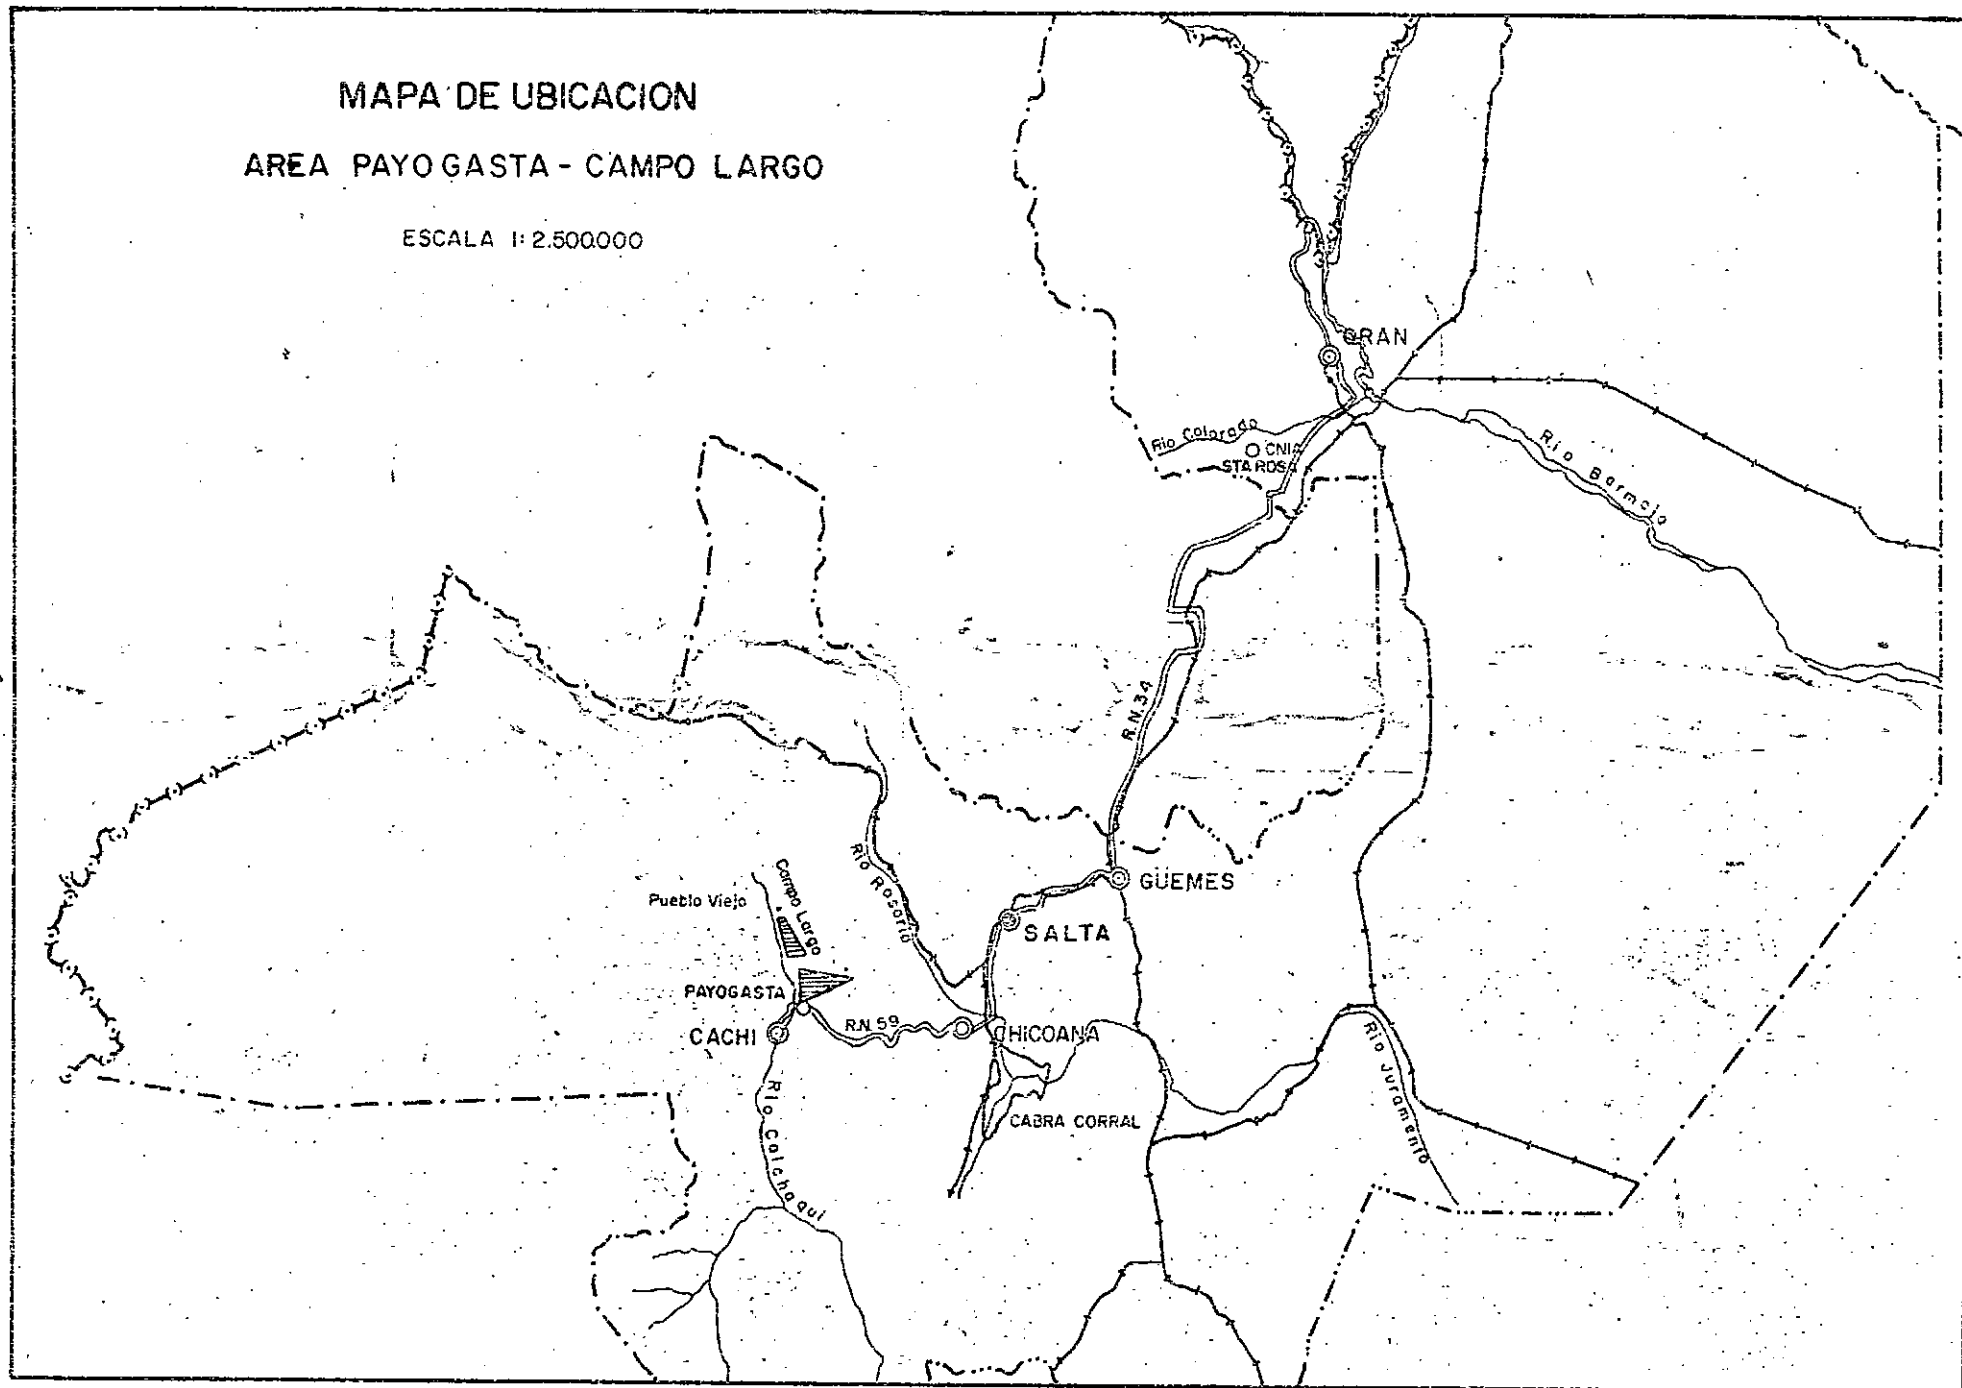 MAPA DE UBICACION
AREA PAYOGASTA - CAMPO LARGO
ESCALA 1: 2.500.000
ORAN
Rio Colorado
CNIA
STA ROSA
Rio Bermejo
R.N. 34
GÜEMES
SALTA
Rio Rosario
Campo Largo
Pueblo Viejo
PAYOGASTA
CACHI
R.N. 59
CHICOANA
CABRA CORRAL
Rio Calchaqui
Rio Juramento